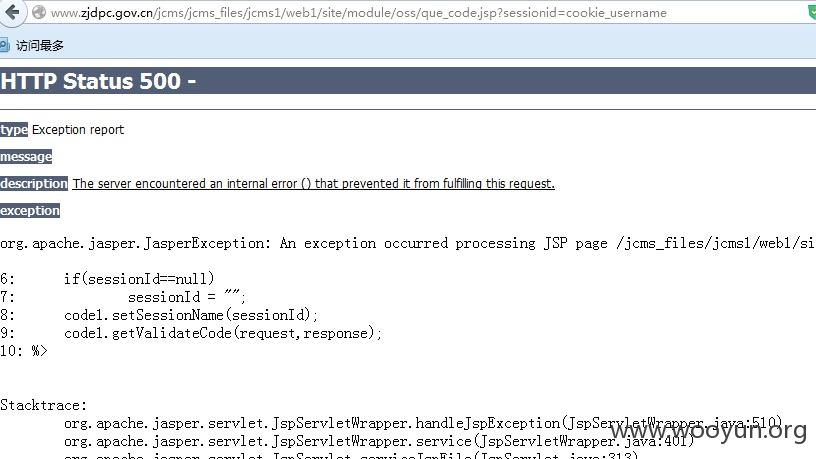 www.zjdpc.gov.cn/jcms/jcms_files/jcms1/web1/site/module/oss/que_code.jsp?sessionid=cookie_username
访问最多
HTTP Status 500 -
type Exception report
message
description The server encountered an internal error () that prevented it from fulfilling this request.
exception
org.apache.jasper.JasperException: An exception occurred processing JSP page /jcms_files/jcms1/web1/si
6: if(sessionId==null)
7: sessionId = "";
8: code1.setSessionName(sessionId);
9: code1.getValidateCode(request,response);
10: %>
Stacktrace:
org.apache.jasper.servlet.JspServletWrapper.handleJspException(JspServletWrapper.java:510)
www.wooyun.org
org.apache.jasper.servlet.JspServletWrapper.service(JspServletWrapper.java:401)